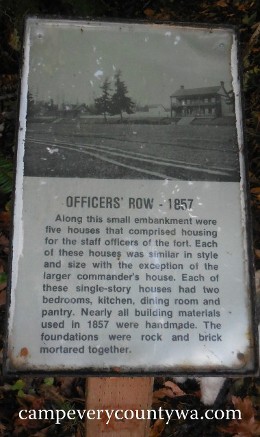 OFFICERS' ROW - 1857
Along this small embankment were
five houses that comprised housing
for the staff officers of the fort. Each
of these houses was similar in style
and size with the exception of the
larger commander's house. Each of
these single-story houses had two
bedrooms, kitchen, dining room and
pantry. Nearly all building materials
used in 1857 were handmade. The
foundations were rock and brick
mortared together.
campeverycountywa.com